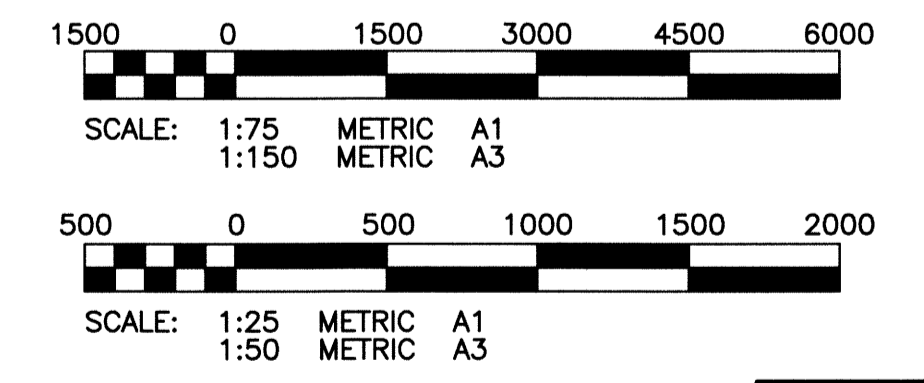 1500 0 1500 3000 4500 6000
SCALE: 1:75 METRIC A1
1:150 METRIC A3
500 0 500 1000 1500 2000
SCALE: 1:25 METRIC A1
1:50 METRIC A3